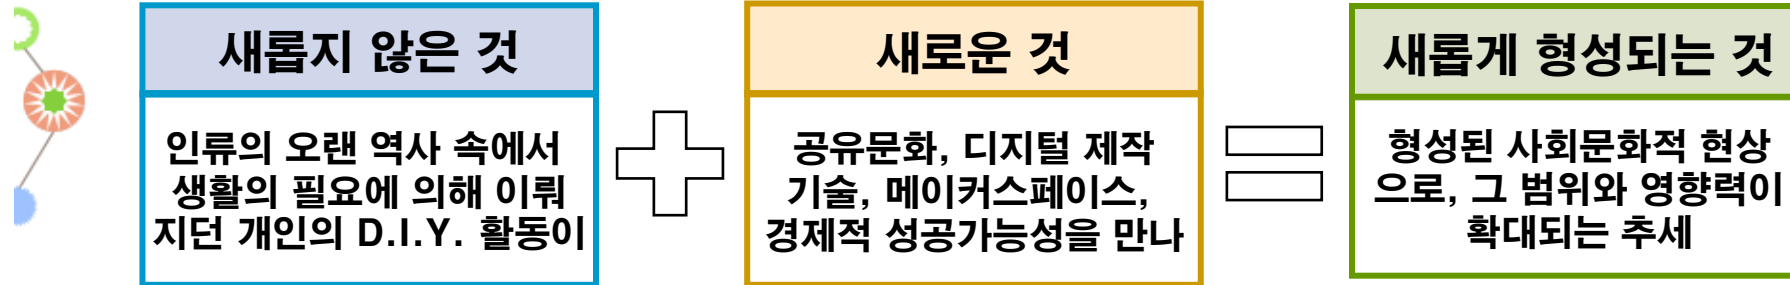 새롭지 않은 것
인류의 오랜 역사 속에서
생활의 필요에 의해 이뤄
지던 개인의 D.I.Y. 활동이
새로운 것
공유문화, 디지털 제작
기술, 메이커스페이스,
경제적 성공가능성을 만나
새롭게 형성되는 것
형성된 사회문화적 현상
으로, 그 범위와 영향력이
확대되는 추세